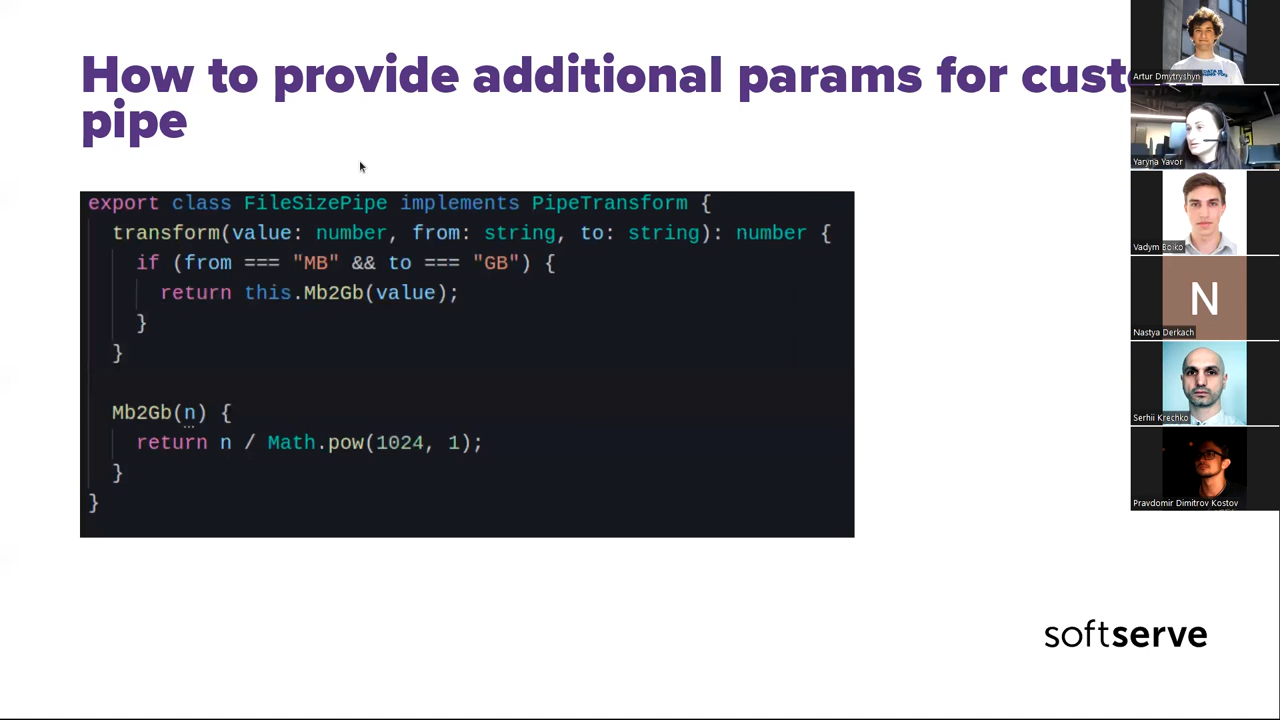 How to provide additional params for
pipe
export class FileSizePipe implements PipeTransform {
transform(value: number, from: string, to: string): number {
if (from === "MB" && to === "GB") {
return this.Mb2Gb(value);
}
}
Mb2Gb(n) {
return n / Math.pow(1024, 1);
}
}
softserve
Artur Dmytryshyn
Yaryna Yavor
Vadym Boiko
N
Nastya Derkach
Serhii Krechko
Pravdomir Dimitrov Kostov